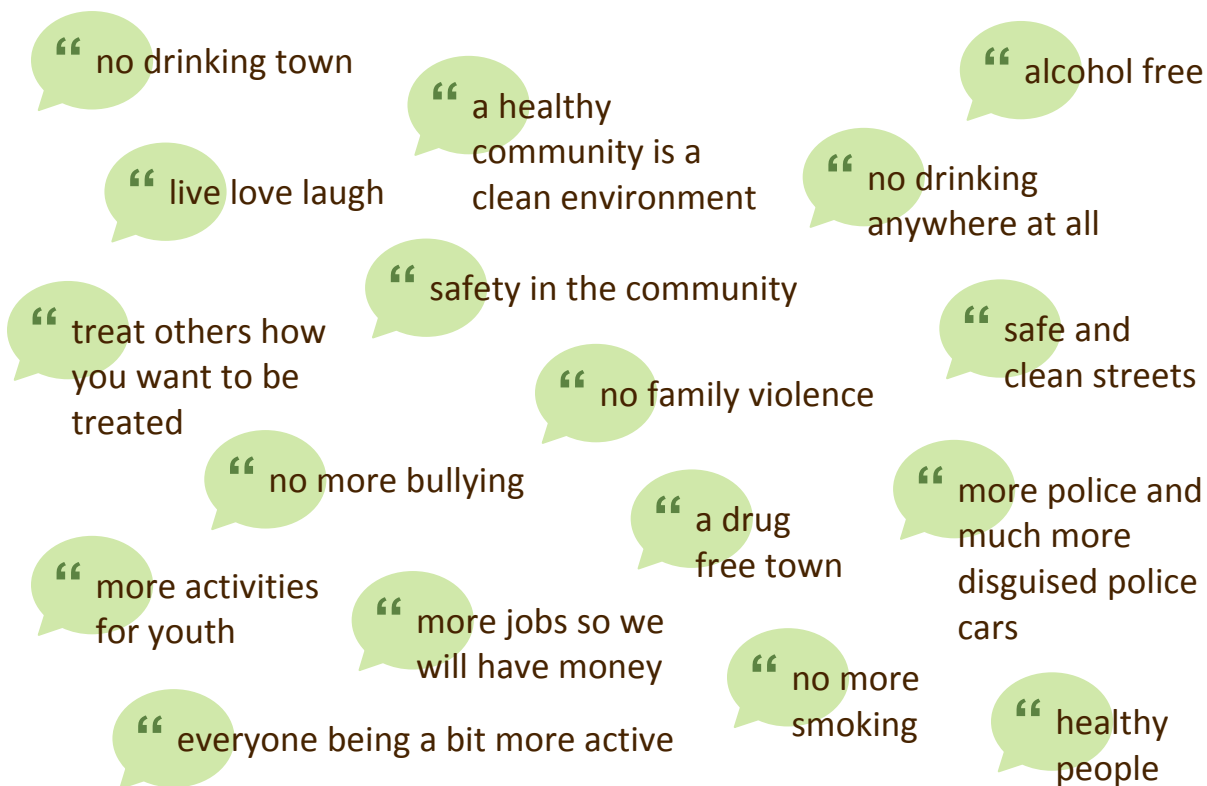 “ no drinking town
“ alcohol free
“ a healthy
community is a
clean environment
“ live love laugh
“ no drinking
anywhere at all
“ safety in the community
“ treat others how
you want to be
treated
“ safe and
clean streets
“ no family violence
“ no more bullying
“ more police and
much more
disguised police
cars
“ a drug
free town
“ more activities
for youth
“ more jobs so we
will have money
“ no more
smoking
“ healthy
people
“ everyone being a bit more active